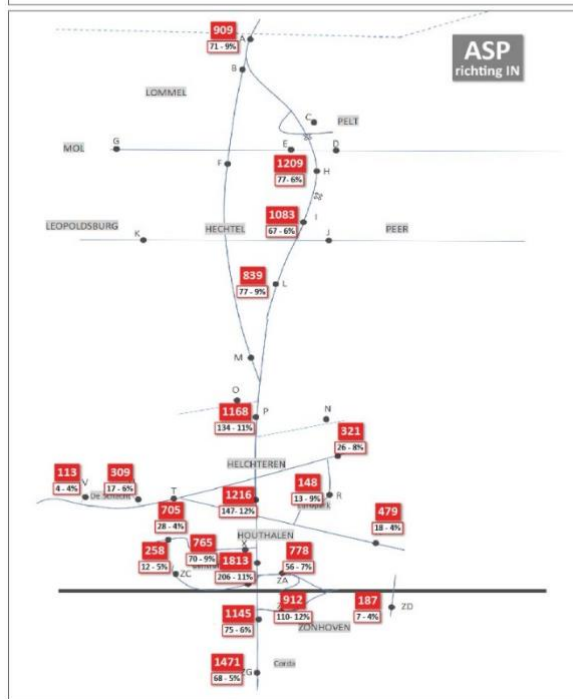 909
71 - 9%
A
ASP
richting IN
B
LOMMEL
C
PELT
MOL
G
E
D
F
1209
77- 6%
H
1083
67 - 6%
I
LEOPOLDSBURG
K
HECHTEL
J
PEER
839
77 - 9%
L
M
O
1168
134 - 11%
P
N
321
26 - 8%
HELCHTEREN
113
4 - 4%
V
309
17 - 6%
T
1216
147- 12%
148
13 - 9%
R
Europark
705
28 - 4%
479
18 - 4%
HOUTHALEN
765
70 - 9%
X
258
12 - 5%
ZC
1813
206 - 11%
778
56 - 7%
ZA
912
110- 12%
187
7 - 4%
ZD
1145
75 - 6%
ZONHOVEN
1471
68 - 5%
ZG
Corda